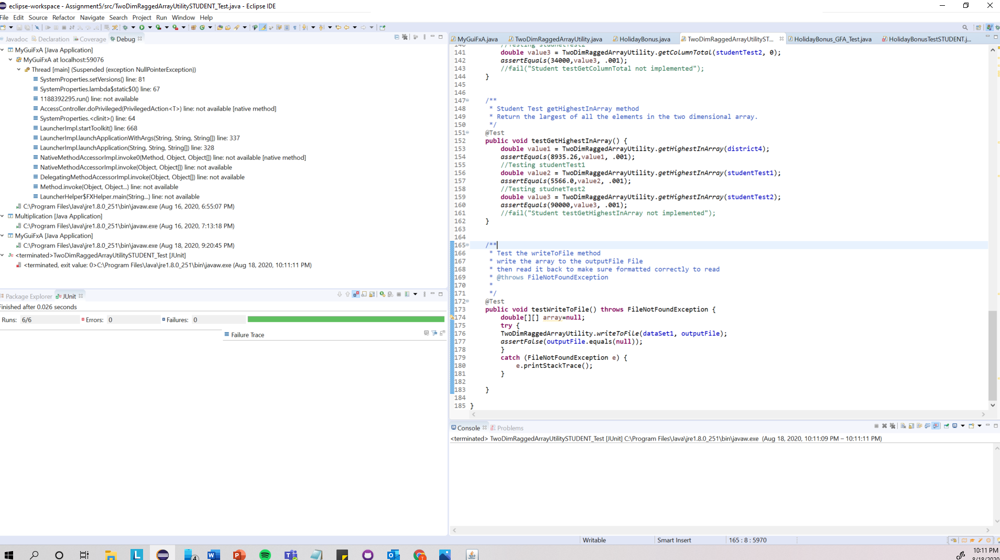 eclipse-workspace - Assignment5/src/TwoDimRaggedArrayUtilitySTUDENT_Test.java - Eclipse IDE
File Edit Source Refactor Navigate Search Project Run Window Help
Javadoc Declaration Coverage Debug
MyGuiFxA [Java Application]
MyGuiFxA at localhost:59076
Thread [main] (Suspended (exception NullPointerException))
SystemProperties.setVersions() line: 81
SystemProperties.lambda$static$0() line: 67
1188392295.run() line: not available
AccessController.doPrivileged(PrivilegedAction<T>) line: not available [native method]
SystemProperties.<clinit>() line: 64
LauncherImpl.startToolkit() line: 668
LauncherImpl.launchApplicationWithArgs(String, String, String[]) line: 337
LauncherImpl.launchApplication(String, String, String[]) line: 328
NativeMethodAccessorImpl.invoke0(Method, Object, Object[]) line: not available [native method]
NativeMethodAccessorImpl.invoke(Object, Object[]) line: not available
DelegatingMethodAccessorImpl.invoke(Object, Object[]) line: not available
Method.invoke(Object, Object...) line: not available
LauncherHelper$FXHelper.main(String...) line: not available
C:\Program Files\Java\jre1.8.0_251\bin\javaw.exe (Aug 16, 2020, 6:55:07 PM)
Multiplication [Java Application]
C:\Program Files\Java\jre1.8.0_251\bin\javaw.exe (Aug 16, 2020, 7:13:18 PM)
MyGuiFxA [Java Application]
C:\Program Files\Java\jre1.8.0_251\bin\javaw.exe (Aug 18, 2020, 9:20:45 PM)
<terminated>TwoDimRaggedArrayUtilitySTUDENT_Test [JUnit]
<terminated, exit value: 0>C:\Program Files\Java\jre1.8.0_251\bin\javaw.exe (Aug 18, 2020, 10:11:11 PM)
Package Explorer JUnit
Finished after 0.026 seconds
Runs: 6/6 Errors: 0 Failures: 0
Failure Trace
MyGuiFxA.java TwoDimRaggedArrayUtility.java HolidayBonus.java TwoDimRaggedArrayUtilityST... HolidayBonus_GFA_Test.java HolidayBonusTestSTUDENT.j...
140 //Testing studnetTest2
141 double value3 = TwoDimRaggedArrayUtility.getColumnTotal(studentTest2, 0);
142 assertEquals(34000,value3, .001);
143 //fail("Student testGetColumnTotal not implemented");
144 }
145
146
147 /**
148 * Student Test getHighestInArray method
149 * Return the largest of all the elements in the two dimensional array.
150 */
151 @Test
152 public void testGetHighestInArray() {
153 double value1 = TwoDimRaggedArrayUtility.getHighestInArray(district4);
154 assertEquals(8935.26,value1, .001);
155 //Testing studentTest1
156 double value2 = TwoDimRaggedArrayUtility.getHighestInArray(studentTest1);
157 assertEquals(5566.0,value2, .001);
158 //Testing studnetTest2
159 double value3 = TwoDimRaggedArrayUtility.getHighestInArray(studentTest2);
160 assertEquals(90000,value3, .001);
161 //fail("Student testGetHighestInArray not implemented");
162 }
163
164
165 /**
166 * Test the writeToFile method
167 * write the array to the outputFile File
168 * then read it back to make sure formatted correctly to read
169 * @throws FileNotFoundException
170 *
171 */
172 @Test
173 public void testWriteToFile() throws FileNotFoundException {
174 double[][] array=null;
175 try {
176 TwoDimRaggedArrayUtility.writeToFile(dataSet1, outputFile);
177 assertFalse(outputFile.equals(null));
178 }
179 catch (FileNotFoundException e) {
180 e.printStackTrace();
181 }
182
183 }
184
185 }
Console Problems
<terminated> TwoDimRaggedArrayUtilitySTUDENT_Test [JUnit] C:\Program Files\Java\jre1.8.0_251\bin\javaw.exe (Aug 18, 2020, 10:11:09 PM – 10:11:11 PM)
Writable Smart Insert 165 : 8 : 5970
10:11 PM
8/18/2020